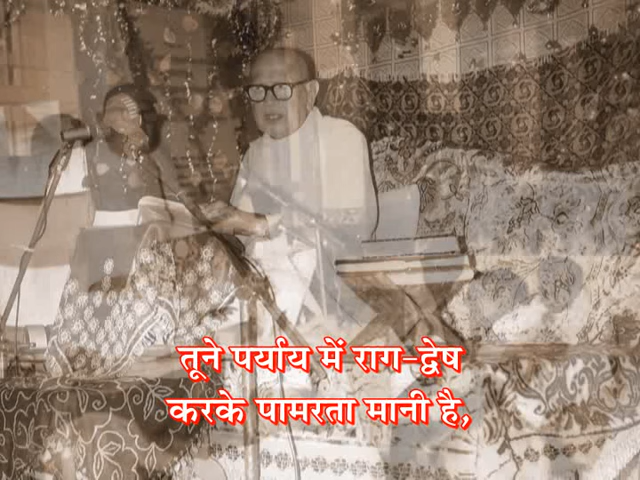 तूने पर्याय में राग-द्वेष
करके पामरता मानी है,